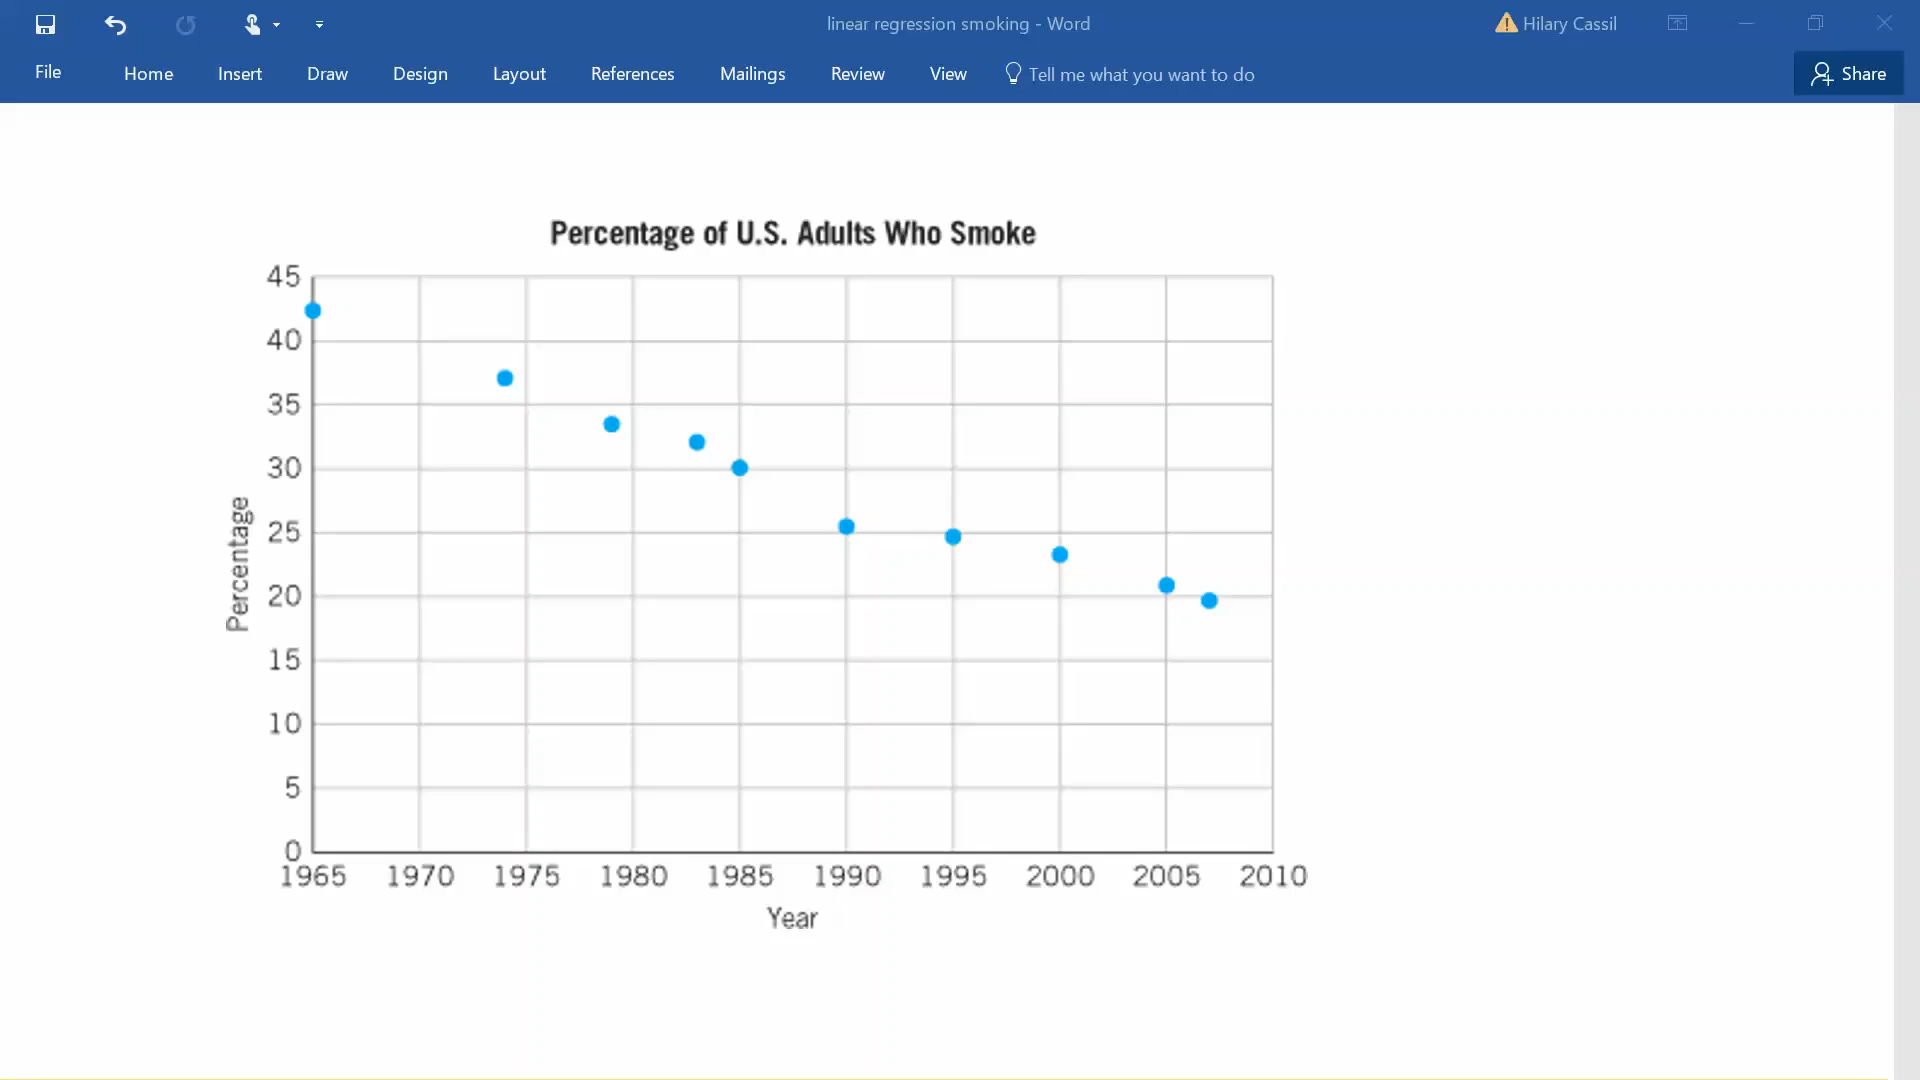 linear regression smoking - Word
Hilary Cassil
File Home Insert Draw Design Layout References Mailings Review View Tell me what you want to do Share
Percentage of U.S. Adults Who Smoke
45
40
35
30
25
20
15
10
5
0
Percentage
1965 1970 1975 1980 1985 1990 1995 2000 2005 2010
Year